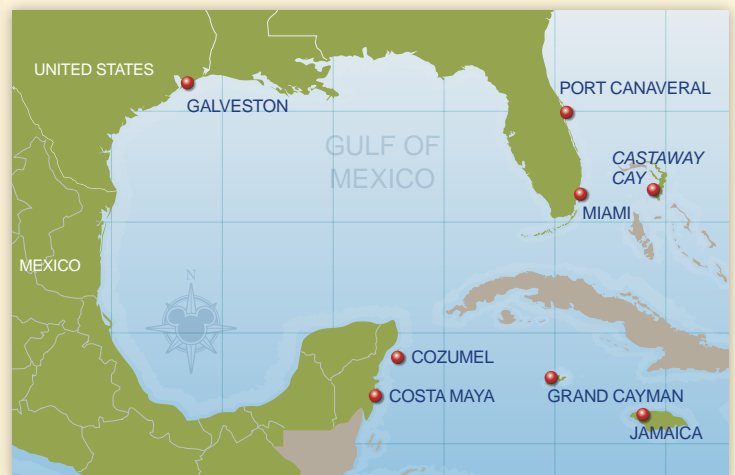 UNITED STATES
GALVESTON
PORT CANAVERAL
GULF OF
MEXICO
CASTAWAY
CAY
MIAMI
MEXICO
N
COZUMEL
COSTA MAYA
GRAND CAYMAN
JAMAICA